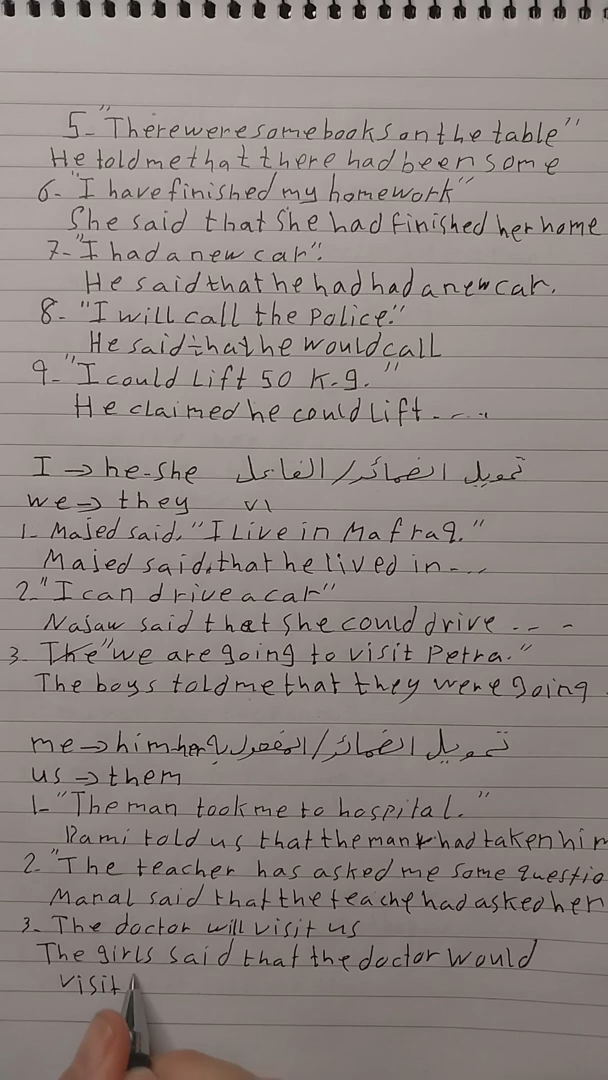 5- "There were some books on the table"
He told me that there had been some
6- "I have finished my homework"
She said that she had finished her home
7- "I had a new car".
He said that he had had a new car.
8- "I will call the Police."
He said that he would call
9- "I could Lift 50 K.g."
He claimed he could Lift ....
I → he-she تحويل الضمائر/ الفاعل
we → they
1- Majed said, "I Live in Mafraq."
Majed said, that he lived in ...
2- "I can drive a car"
said that she could drive ...
3. The "we are going to visit Petra."
The boys told me that they were going
me → him her تحويل الضمائر/ المفعول به
us → them
1- "The man took me to hospital."
Rami told us that the man had taken him
2- "The teacher has asked me some questio
Manal said that the teache had asked her
3- The doctor will visit us
The girls said that the doctor would
visit